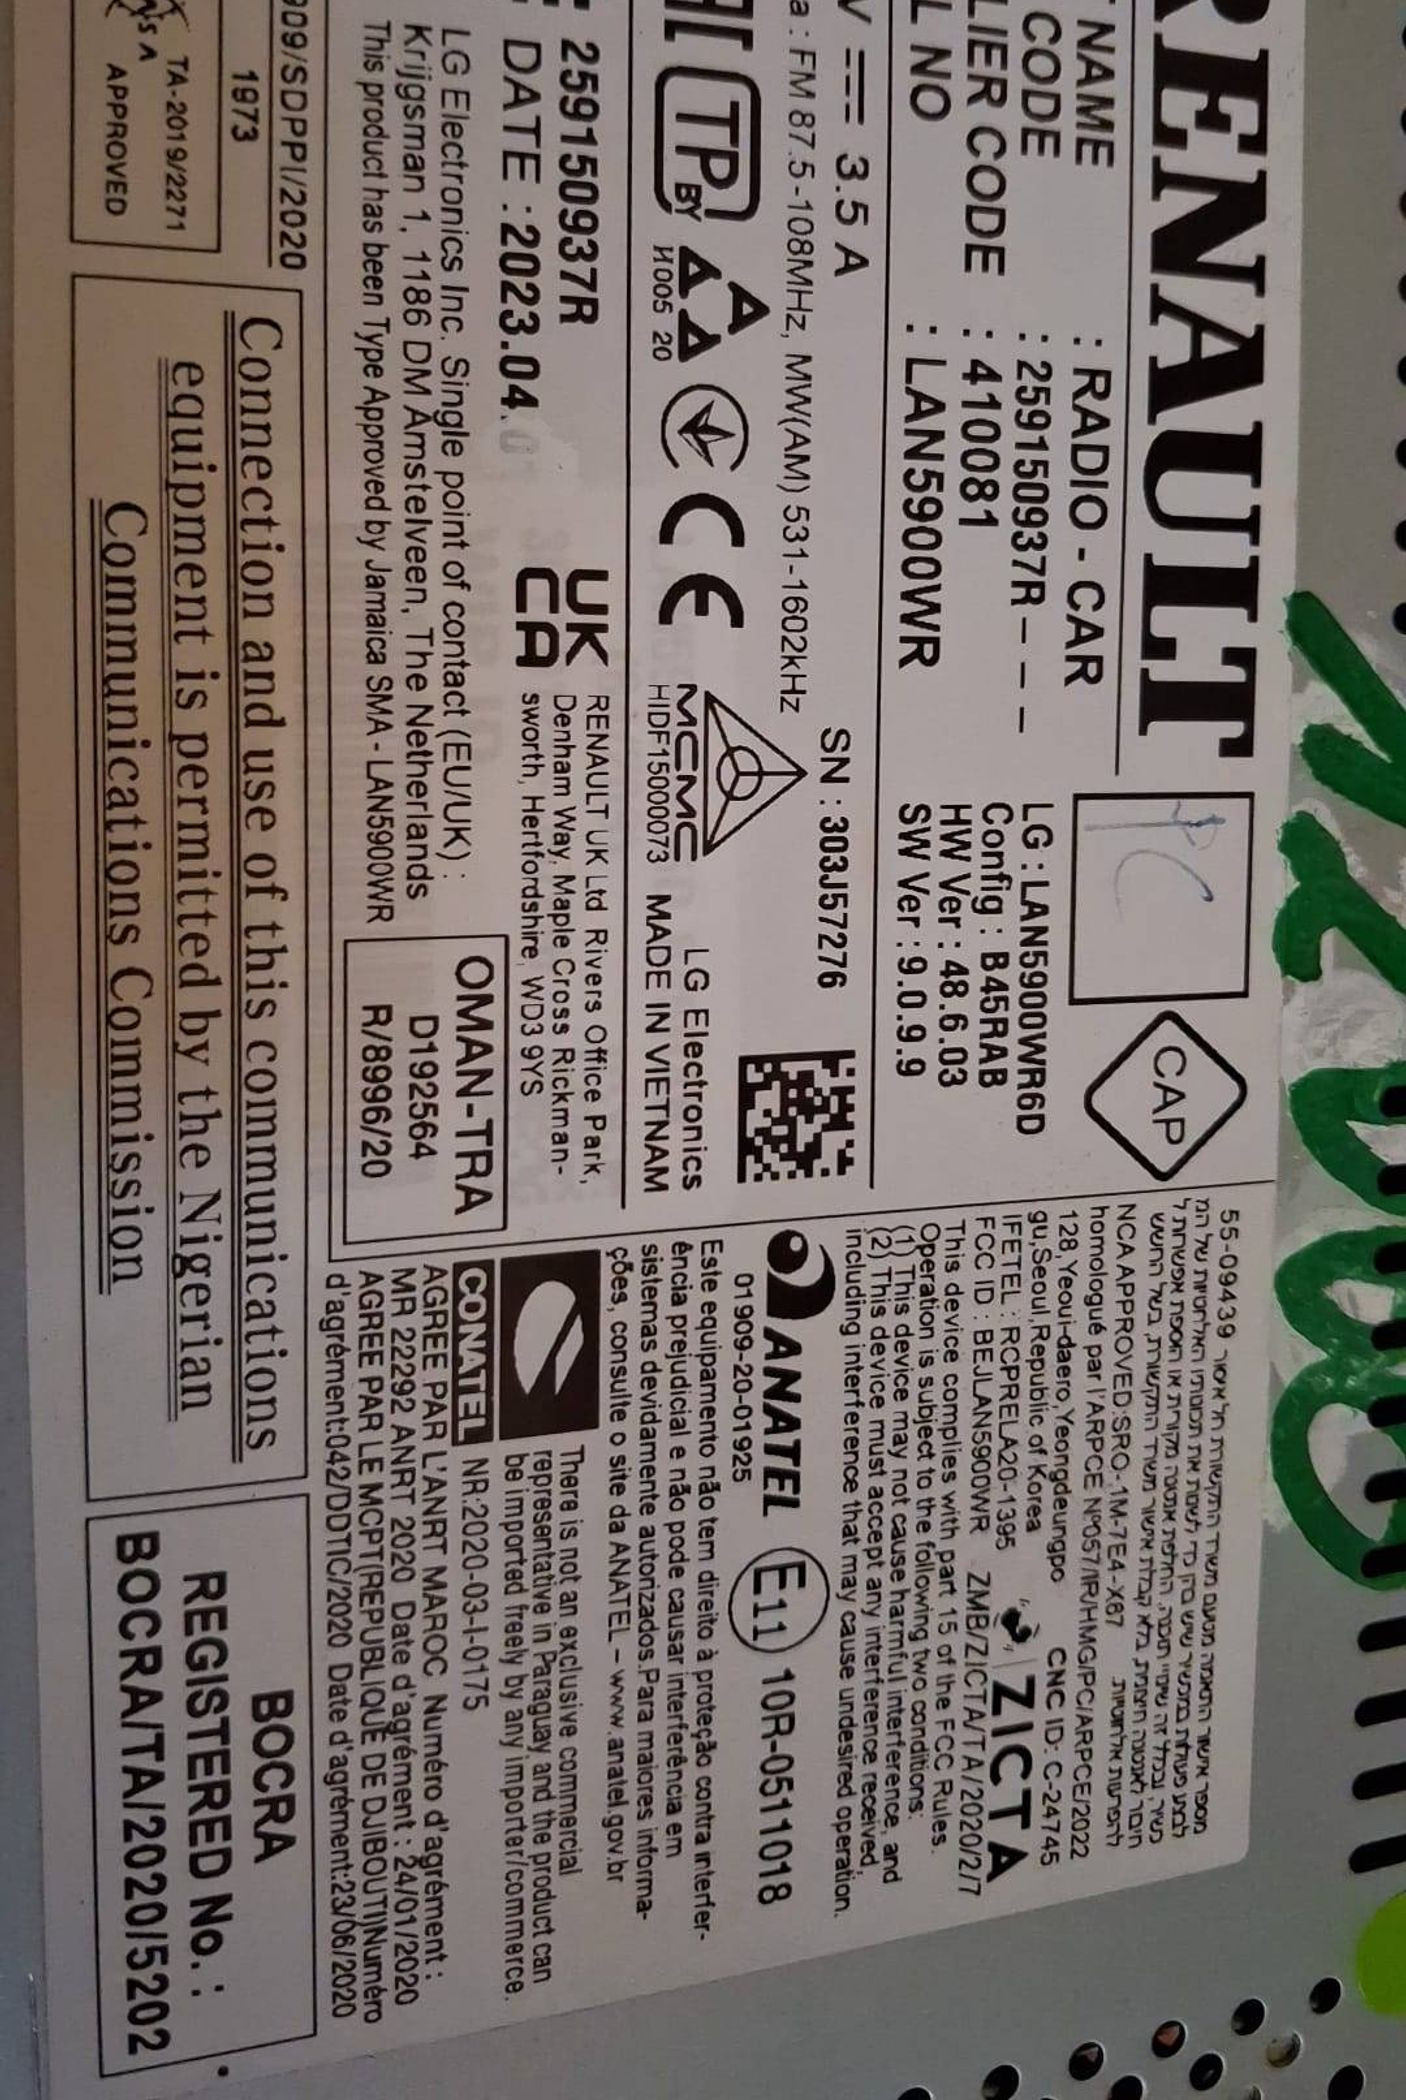 RENAULT
CAP
NAME : RADIO - CAR
CODE : 259150937R---
LIER CODE : 410081
L NO : LAN5900WR
LG : LAN5900WR6D
Config : B45RAB
HW Ver : 48.6.03
SW Ver : 9.0.9.9
V 3.5 A
SN : 303J57276
a : FM 87.5-108MHz, MW(AM) 531-1602kHz
TP
BY
И005 20
CE
MCMC
HIDF15000073
LG Electronics
MADE IN VIETNAM
: 259150937R
DATE : 2023.04.
UK
CA
RENAULT UK Ltd Rivers Office Park,
Denham Way, Maple Cross Rickman-
sworth, Hertfordshire, WD3 9YS
LG Electronics Inc. Single point of contact (EU/UK) :
Krijgsman 1, 1186 DM Amstelveen, The Netherlands
This product has been Type Approved by Jamaica SMA - LAN5900WR
OMAN-TRA
D192564
R/8996/20
55-09439
NCA APPROVED:SRO-1M-7E4-X87
homologué par l'ARPCE Nº057/IRI/HMG/PC/ARPCE/2022
128,Yeoui-daero,Yeongdeungpo
gu,Seoul,Republic of Korea
CNC ID: C-24745
IFETEL : RCPRELA20-1395
ZICTA
FCC ID : BEJLAN5900WR ZMB/ZICTA/TA/2020/2/7
This device complies with part 15 of the FCC Rules.
Operation is subject to the following two conditions:
(1) This device may not cause harmful interference, and
(2) This device must accept any interference received,
including interference that may cause undesired operation.
ANATEL
01909-20-01925
E11 10R-0511018
Este equipamento não tem direito à proteção contra interfer-
ência prejudicial e não pode causar interferência em
sistemas devidamente autorizados.Para maiores informa-
ções, consulte o site da ANATEL – www.anatel.gov.br
There is not an exclusive commercial
representative in Paraguay and the product can
be imported freely by any importer/commerce.
CONATEL NR:2020-03-I-0175
AGREE PAR L'ANRT MAROC Numéro d'agrément :
MR 22292 ANRT 2020 Date d'agrément : 24/01/2020
AGREE PAR LE MCPT(REPUBLIQUE DE DJIBOUTI)Numéro
d'agrément:042/DDTIC/2020 Date d'agrément:23/06/2020
909/SDPPI/2020
1973
TA-2019/2271
APPROVED
Connection and use of this communications
equipment is permitted by the Nigerian
Communications Commission
BOCRA
REGISTERED No. :
BOCRA/TA/2020/5202